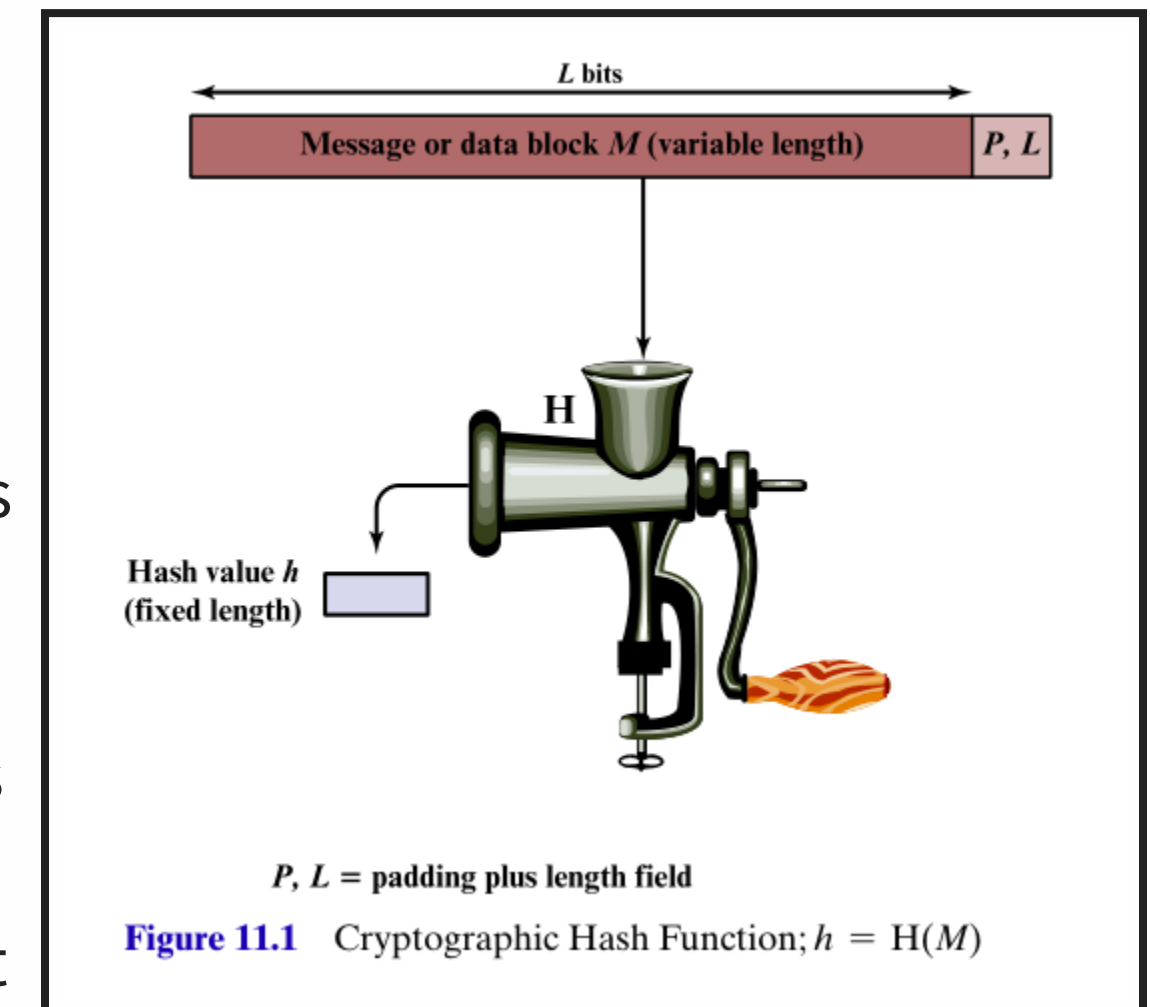 L bits
Message or data block M (variable length)
P, L
H
s
Hash value h
(fixed length)
s
P, L = padding plus length field
t
Figure 11.1 Cryptographic Hash Function; h = H(M)